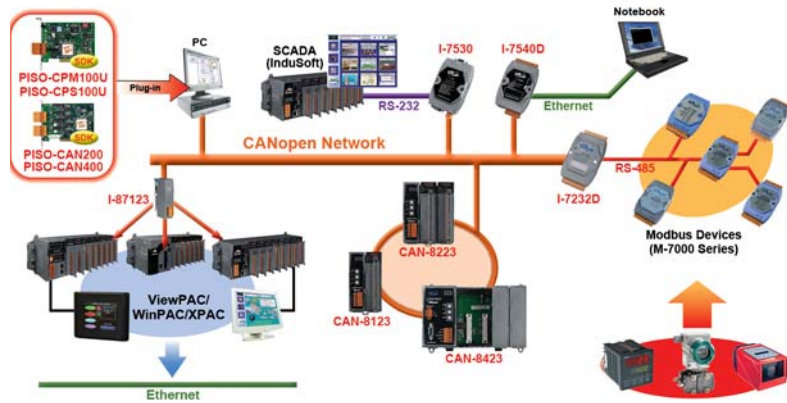 SDK
PISO-CPM100U
PISO-CPS100U
SDK
PISO-CAN200
PISO-CAN400
Plug-in
PC
SCADA
(InduSoft)
RS-232
I-7530
I-7540D
Ethernet
Notebook
CANopen Network
I-7232D
RS-485
Modbus Devices
(M-7000 Series)
I-87123
ViewPAC/
WinPAC/XPAC
Ethernet
CAN-8223
CAN-8123
CAN-8423